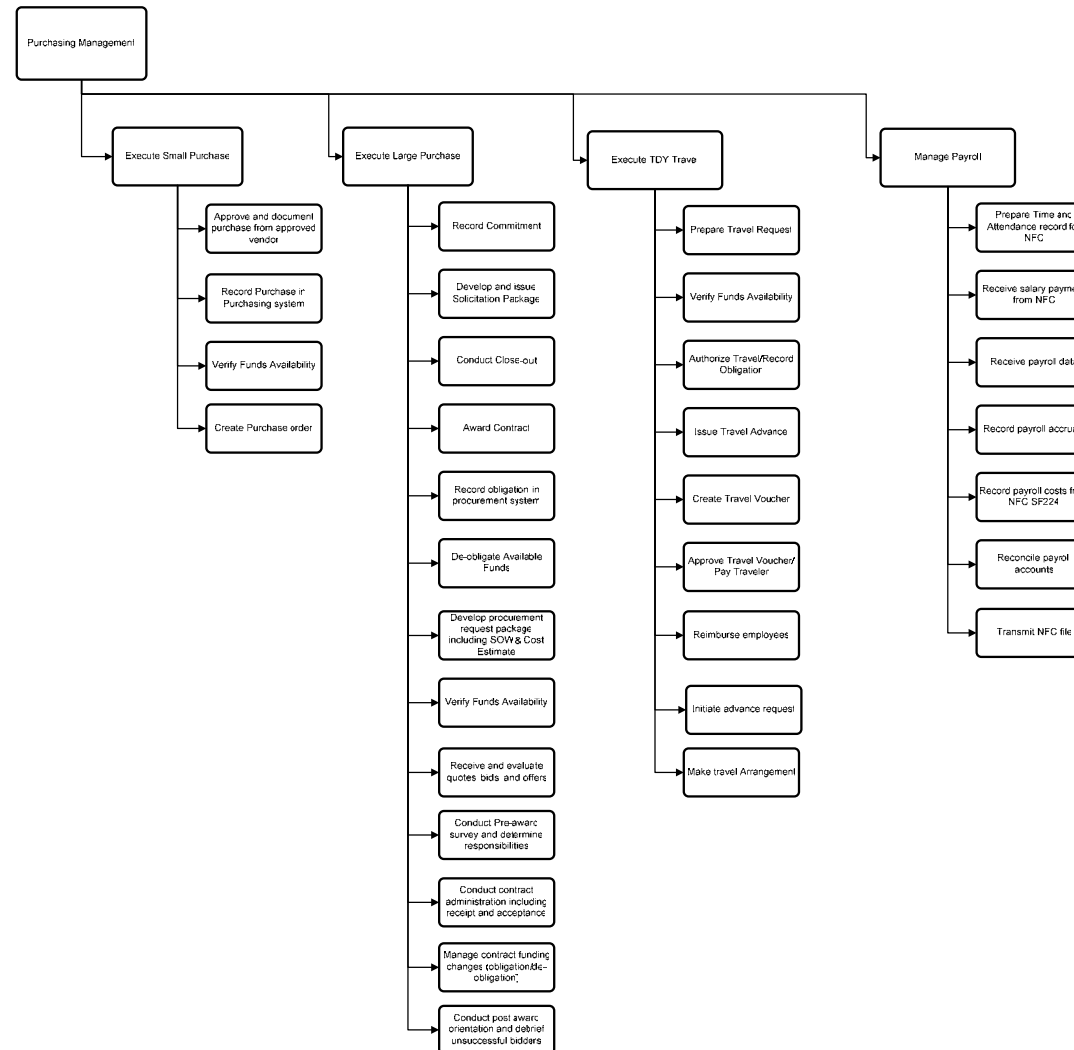 Purchasing Management
Execute Small Purchase
Approve and document
purchase from approved
vendor
Record Purchase in
Purchasing system
Verify Funds Availability
Create Purchase order
Execute Large Purchase
Record Commitment
Develop and issue
Solicitation Package
Conduct Close-out
Award Contract
Record obligation in
procurement system
De-obligate Available
Funds
Develop procurement
request package
including SOW & Cost
Estimate
Verify Funds Availability
Receive and evaluate
quotes, bids, and offers
Conduct Pre-award
survey and determine
responsibilities
Conduct contract
administration including
receipt and acceptance
Manage contract funding
changes (obligation/de-
obligation)
Conduct post award
orientation and debrief
unsuccessful bidders
Execute TDY Trave
Prepare Travel Request
Verify Funds Availability
Authorize Travel/Record
Obligation
Issue Travel Advance
Create Travel Voucher
Approve Travel Voucher/
Pay Traveler
Reimburse employees
Initiate advance request
Make travel Arrangement
Manage Payroll
Prepare Time and
Attendance record
NFC
Receive salary
from NFC
Receive payroll
Record payroll
Record payroll costs
NFC SF224
Reconcile payrol
accounts
Transmit NFC file